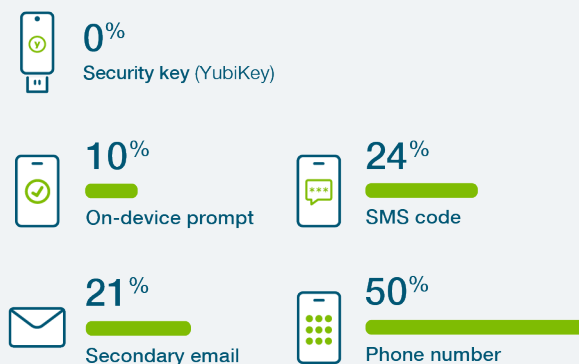 0%
Security key (YubiKey)
10%
On-device prompt
24%
SMS code
21%
Secondary email
50%
Phone number